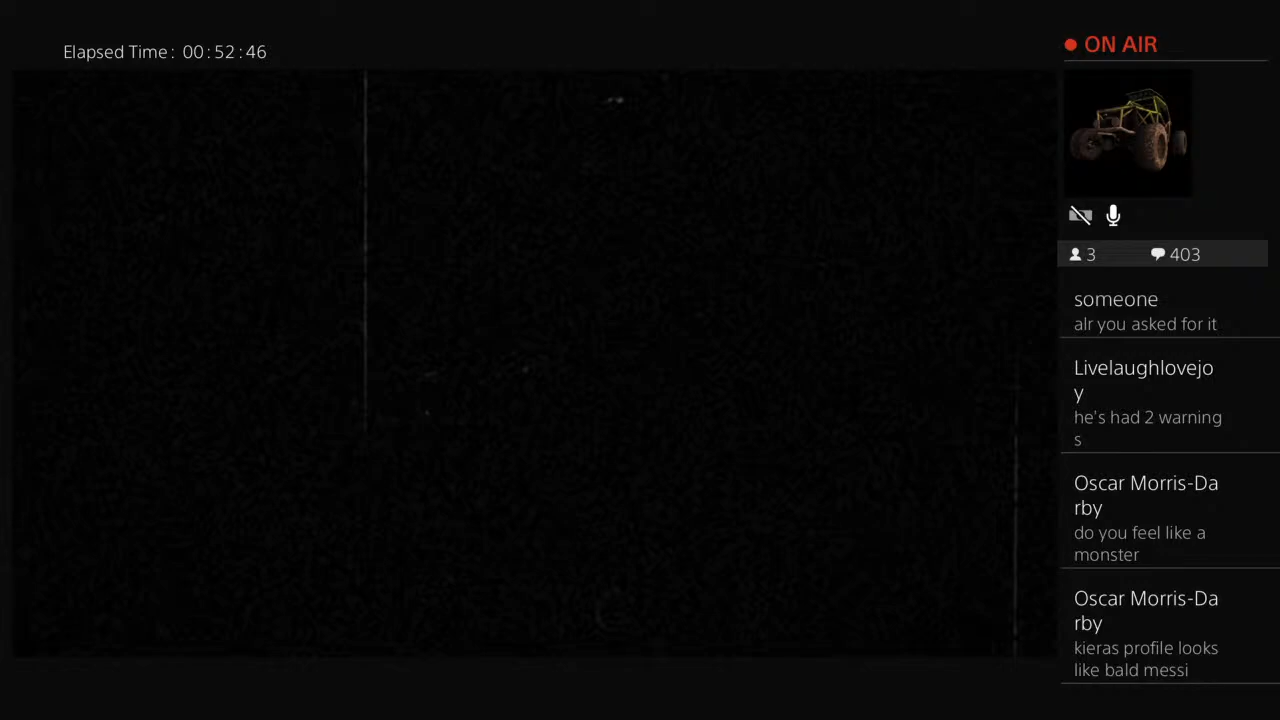 Elapsed Time: 00:52:46
ON AIR
3 403
someone
alr you asked for it
Livelaughlovejo
y
he's had 2 warning
s
Oscar Morris-Da
rby
do you feel like a
monster
Oscar Morris-Da
rby
kieras profile looks
like bald messi